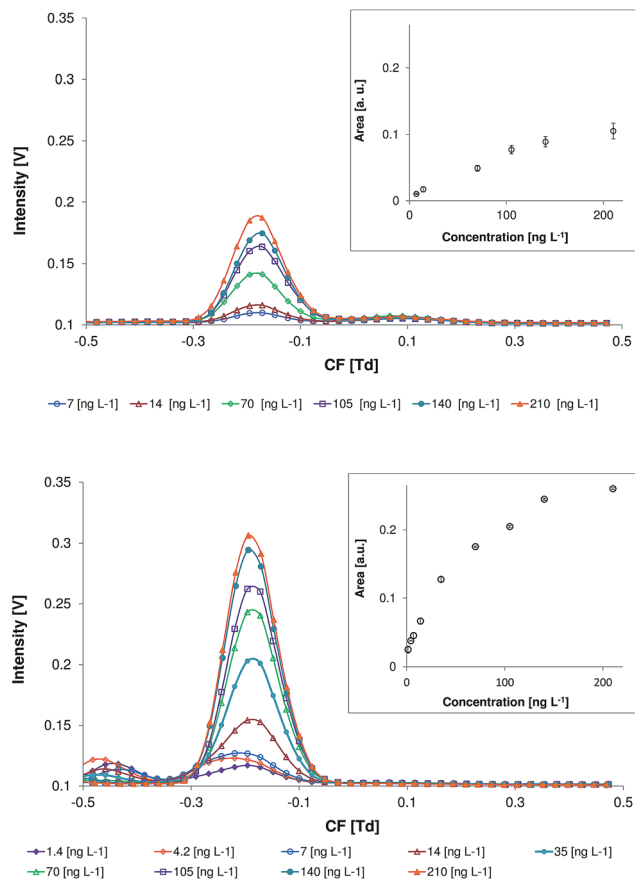 0.35
0.3
0.25
0.2
0.15
0.1
Intensity [V]
-0.5 -0.3 -0.1 0.1 0.3 0.5
CF [Td]
0.2
0.1
0
Area [a. u.]
0 100 200
Concentration [ng L-1]
7 [ng L-1] 14 [ng L-1] 70 [ng L-1] 105 [ng L-1] 140 [ng L-1] 210 [ng L-1]
0.35
0.3
0.25
0.2
0.15
0.1
Intensity [V]
-0.5 -0.3 -0.1 0.1 0.3 0.5
CF [Td]
0.2
0.1
0
Area [a.u.]
0 100 200
Concentration [ng L-1]
1.4 [ng L-1] 4.2 [ng L-1] 7 [ng L-1] 14 [ng L-1] 35 [ng L-1]
70 [ng L-1] 105 [ng L-1] 140 [ng L-1] 210 [ng L-1]